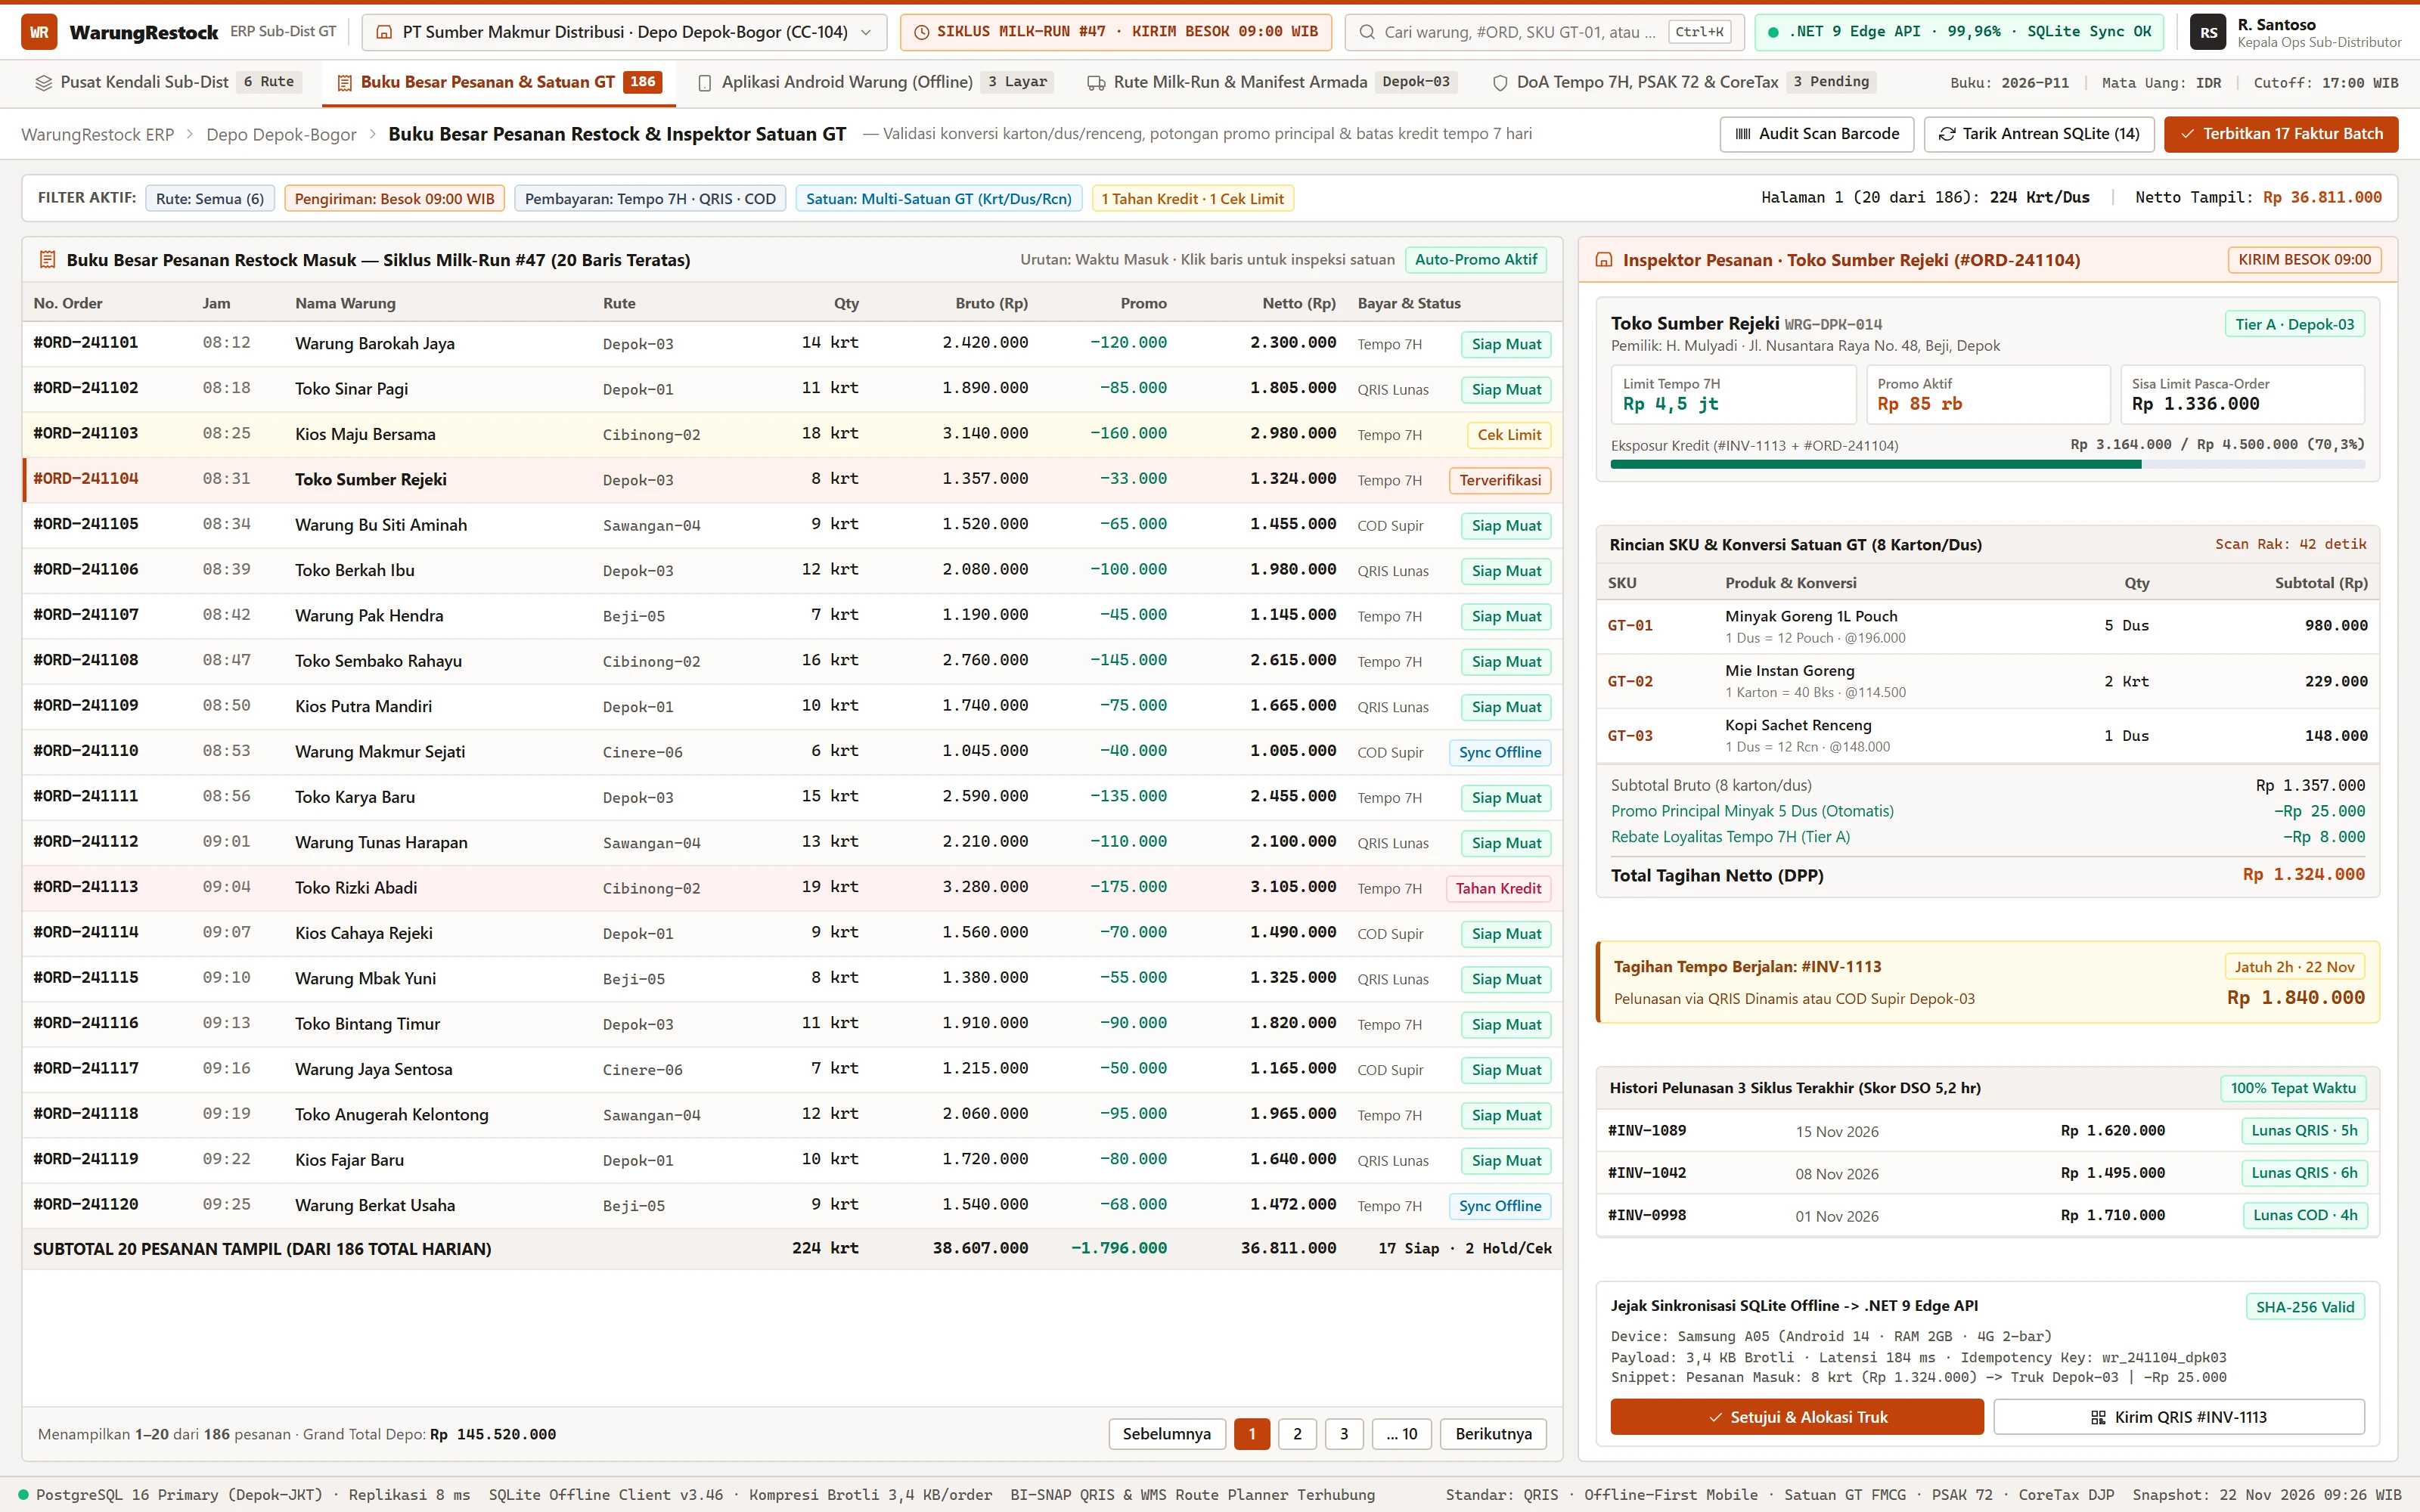 WR WarungRestock ERP Sub-Dist GT
PT Sumber Makmur Distribusi · Depo Depok-Bogor (CC-104)
SIKLUS MILK-RUN #47 · KIRIM BESOK 09:00 WIB
Cari warung, #ORD, SKU GT-01, atau ... Ctrl+K
.NET 9 Edge API · 99,96% · SQLite Sync OK
RS R. Santoso
Kepala Ops Sub-Distributor
Pusat Kendali Sub-Dist 6 Rute
Buku Besar Pesanan & Satuan GT 186
Aplikasi Android Warung (Offline) 3 Layar
Rute Milk-Run & Manifest Armada Depok-03
DoA Tempo 7H, PSAK 72 & CoreTax 3 Pending
Buku: 2026-P11 | Mata Uang: IDR | Cutoff: 17:00 WIB
WarungRestock ERP > Depo Depok-Bogor > Buku Besar Pesanan Restock & Inspektor Satuan GT — Validasi konversi karton/dus/renceng, potongan promo principal & batas kredit tempo 7 hari
Audit Scan Barcode
Tarik Antrean SQLite (14)
Terbitkan 17 Faktur Batch
FILTER AKTIF: Rute: Semua (6) Pengiriman: Besok 09:00 WIB Pembayaran: Tempo 7H · QRIS · COD Satuan: Multi-Satuan GT (Krt/Dus/Rcn) 1 Tahan Kredit · 1 Cek Limit
Halaman 1 (20 dari 186): 224 Krt/Dus | Netto Tampil: Rp 36.811.000
Buku Besar Pesanan Restock Masuk — Siklus Milk-Run #47 (20 Baris Teratas)
Urutan: Waktu Masuk · Klik baris untuk inspeksi satuan Auto-Promo Aktif
No. Order Jam Nama Warung Rute Qty Bruto (Rp) Promo Netto (Rp) Bayar & Status
#ORD-241101 08:12 Warung Barokah Jaya Depok-03 14 krt 2.420.000 -120.000 2.300.000 Tempo 7H Siap Muat
#ORD-241102 08:18 Toko Sinar Pagi Depok-01 11 krt 1.890.000 -85.000 1.805.000 QRIS Lunas Siap Muat
#ORD-241103 08:25 Kios Maju Bersama Cibinong-02 18 krt 3.140.000 -160.000 2.980.000 Tempo 7H Cek Limit
#ORD-241104 08:31 Toko Sumber Rejeki Depok-03 8 krt 1.357.000 -33.000 1.324.000 Tempo 7H Terverifikasi
#ORD-241105 08:34 Warung Bu Siti Aminah Sawangan-04 9 krt 1.520.000 -65.000 1.455.000 COD Supir Siap Muat
#ORD-241106 08:39 Toko Berkah Ibu Depok-03 12 krt 2.080.000 -100.000 1.980.000 QRIS Lunas Siap Muat
#ORD-241107 08:42 Warung Pak Hendra Beji-05 7 krt 1.190.000 -45.000 1.145.000 Tempo 7H Siap Muat
#ORD-241108 08:47 Toko Sembako Rahayu Cibinong-02 16 krt 2.760.000 -145.000 2.615.000 Tempo 7H Siap Muat
#ORD-241109 08:50 Kios Putra Mandiri Depok-01 10 krt 1.740.000 -75.000 1.665.000 QRIS Lunas Siap Muat
#ORD-241110 08:53 Warung Makmur Sejati Cinere-06 6 krt 1.045.000 -40.000 1.005.000 COD Supir Sync Offline
#ORD-241111 08:56 Toko Karya Baru Depok-03 15 krt 2.590.000 -135.000 2.455.000 Tempo 7H Siap Muat
#ORD-241112 09:01 Warung Tunas Harapan Sawangan-04 13 krt 2.210.000 -110.000 2.100.000 QRIS Lunas Siap Muat
#ORD-241113 09:04 Toko Rizki Abadi Cibinong-02 19 krt 3.280.000 -175.000 3.105.000 Tempo 7H Tahan Kredit
#ORD-241114 09:07 Kios Cahaya Rejeki Depok-01 9 krt 1.560.000 -70.000 1.490.000 COD Supir Siap Muat
#ORD-241115 09:10 Warung Mbak Yuni Beji-05 8 krt 1.380.000 -55.000 1.325.000 QRIS Lunas Siap Muat
#ORD-241116 09:13 Toko Bintang Timur Depok-03 11 krt 1.910.000 -90.000 1.820.000 Tempo 7H Siap Muat
#ORD-241117 09:16 Warung Jaya Sentosa Cinere-06 7 krt 1.215.000 -50.000 1.165.000 COD Supir Siap Muat
#ORD-241118 09:19 Toko Anugerah Kelontong Sawangan-04 12 krt 2.060.000 -95.000 1.965.000 Tempo 7H Siap Muat
#ORD-241119 09:22 Kios Fajar Baru Depok-01 10 krt 1.720.000 -80.000 1.640.000 QRIS Lunas Siap Muat
#ORD-241120 09:25 Warung Berkat Usaha Beji-05 9 krt 1.540.000 -68.000 1.472.000 Tempo 7H Sync Offline
SUBTOTAL 20 PESANAN TAMPIL (DARI 186 TOTAL HARIAN) 224 krt 38.607.000 -1.796.000 36.811.000 17 Siap · 2 Hold/Cek
Menampilkan 1–20 dari 186 pesanan · Grand Total Depo: Rp 145.520.000
Sebelumnya 1 2 3 ... 10 Berikutnya
Inspektor Pesanan · Toko Sumber Rejeki (#ORD-241104) KIRIM BESOK 09:00
Toko Sumber Rejeki WRG-DPK-014 Tier A · Depok-03
Pemilik: H. Mulyadi · Jl. Nusantara Raya No. 48, Beji, Depok
Limit Tempo 7H Promo Aktif Sisa Limit Pasca-Order
Rp 4,5 jt Rp 85 rb Rp 1.336.000
Eksposur Kredit (#INV-1113 + #ORD-241104) Rp 3.164.000 / Rp 4.500.000 (70,3%)
Rincian SKU & Konversi Satuan GT (8 Karton/Dus) Scan Rak: 42 detik
SKU Produk & Konversi Qty Subtotal (Rp)
GT-01 Minyak Goreng 1L Pouch 5 Dus 980.000
1 Dus = 12 Pouch · @196.000
GT-02 Mie Instan Goreng 2 Krt 229.000
1 Karton = 40 Bks · @114.500
GT-03 Kopi Sachet Renceng 1 Dus 148.000
1 Dus = 12 Rcn · @148.000
Subtotal Bruto (8 karton/dus) Rp 1.357.000
Promo Principal Minyak 5 Dus (Otomatis) -Rp 25.000
Rebate Loyalitas Tempo 7H (Tier A) -Rp 8.000
Total Tagihan Netto (DPP) Rp 1.324.000
Tagihan Tempo Berjalan: #INV-1113 Jatuh 2h · 22 Nov
Pelunasan via QRIS Dinamis atau COD Supir Depok-03 Rp 1.840.000
Histori Pelunasan 3 Siklus Terakhir (Skor DSO 5,2 hr) 100% Tepat Waktu
#INV-1089 15 Nov 2026 Rp 1.620.000 Lunas QRIS · 5h
#INV-1042 08 Nov 2026 Rp 1.495.000 Lunas QRIS · 6h
#INV-0998 01 Nov 2026 Rp 1.710.000 Lunas COD · 4h
Jejak Sinkronisasi SQLite Offline -> .NET 9 Edge API SHA-256 Valid
Device: Samsung A05 (Android 14 · RAM 2GB · 4G 2-bar)
Payload: 3,4 KB Brotli · Latensi 184 ms · Idempotency Key: wr_241104_dpk03
Snippet: Pesanan Masuk: 8 krt (Rp 1.324.000) -> Truk Depok-03 | -Rp 25.000
Setujui & Alokasi Truk
Kirim QRIS #INV-1113
PostgreSQL 16 Primary (Depok-JKT) · Replikasi 8 ms SQLite Offline Client v3.46 · Kompresi Brotli 3,4 KB/order BI-SNAP QRIS & WMS Route Planner Terhubung
Standar: QRIS · Offline-First Mobile · Satuan GT FMCG · PSAK 72 · CoreTax DJP Snapshot: 22 Nov 2026 09:26 WIB